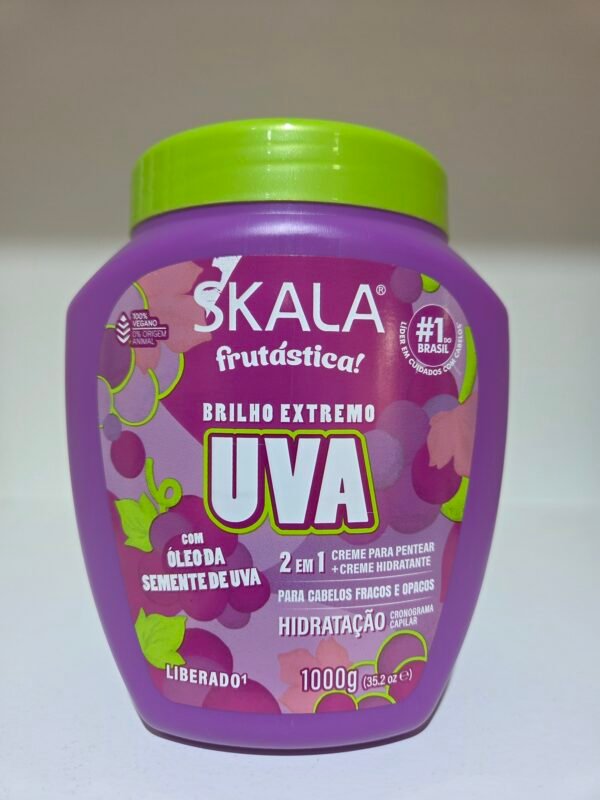 SKALA®
frutástica!
100%
VEGANO
0% ORIGEM
ANIMAL
#1 DO
BRASIL
LÍDER EM CUIDADOS COM CABELOS
BRILHO EXTREMO
UVA
COM
ÓLEO DA
SEMENTE DE UVA
2 EM 1 CREME PARA PENTEAR
+CREME HIDRATANTE
PARA CABELOS FRACOS E OPACOS
HIDRATAÇÃO CRONOGRAMA
CAPILAR
LIBERADO¹
1000g (35.2 oz ℮)